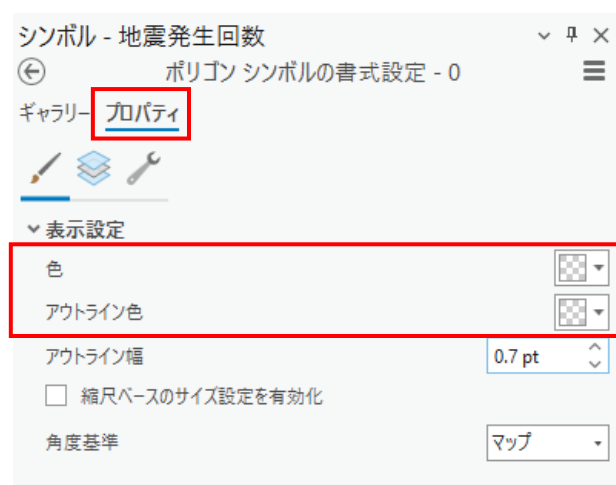 シンボル - 地震発生回数
ポリゴン シンボルの書式設定 - 0
ギャラリー プロパティ
表示設定
色
アウトライン色
アウトライン幅 0.7 pt
縮尺ベースのサイズ設定を有効化
角度基準 マップ